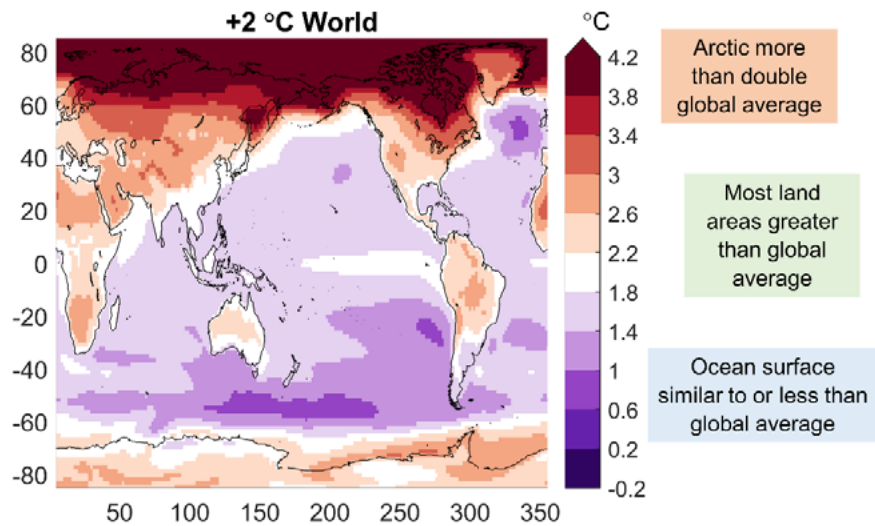 +2 °C World
°C
80
60
40
20
0
-20
-40
-60
-80
50
100
150
200
250
300
350
4.2
3.8
3.4
3
2.6
2.2
1.8
1.4
1
0.6
0.2
-0.2
Arctic more
than double
global average
Most land
areas greater
than global
average
Ocean surface
similar to or less than
global average